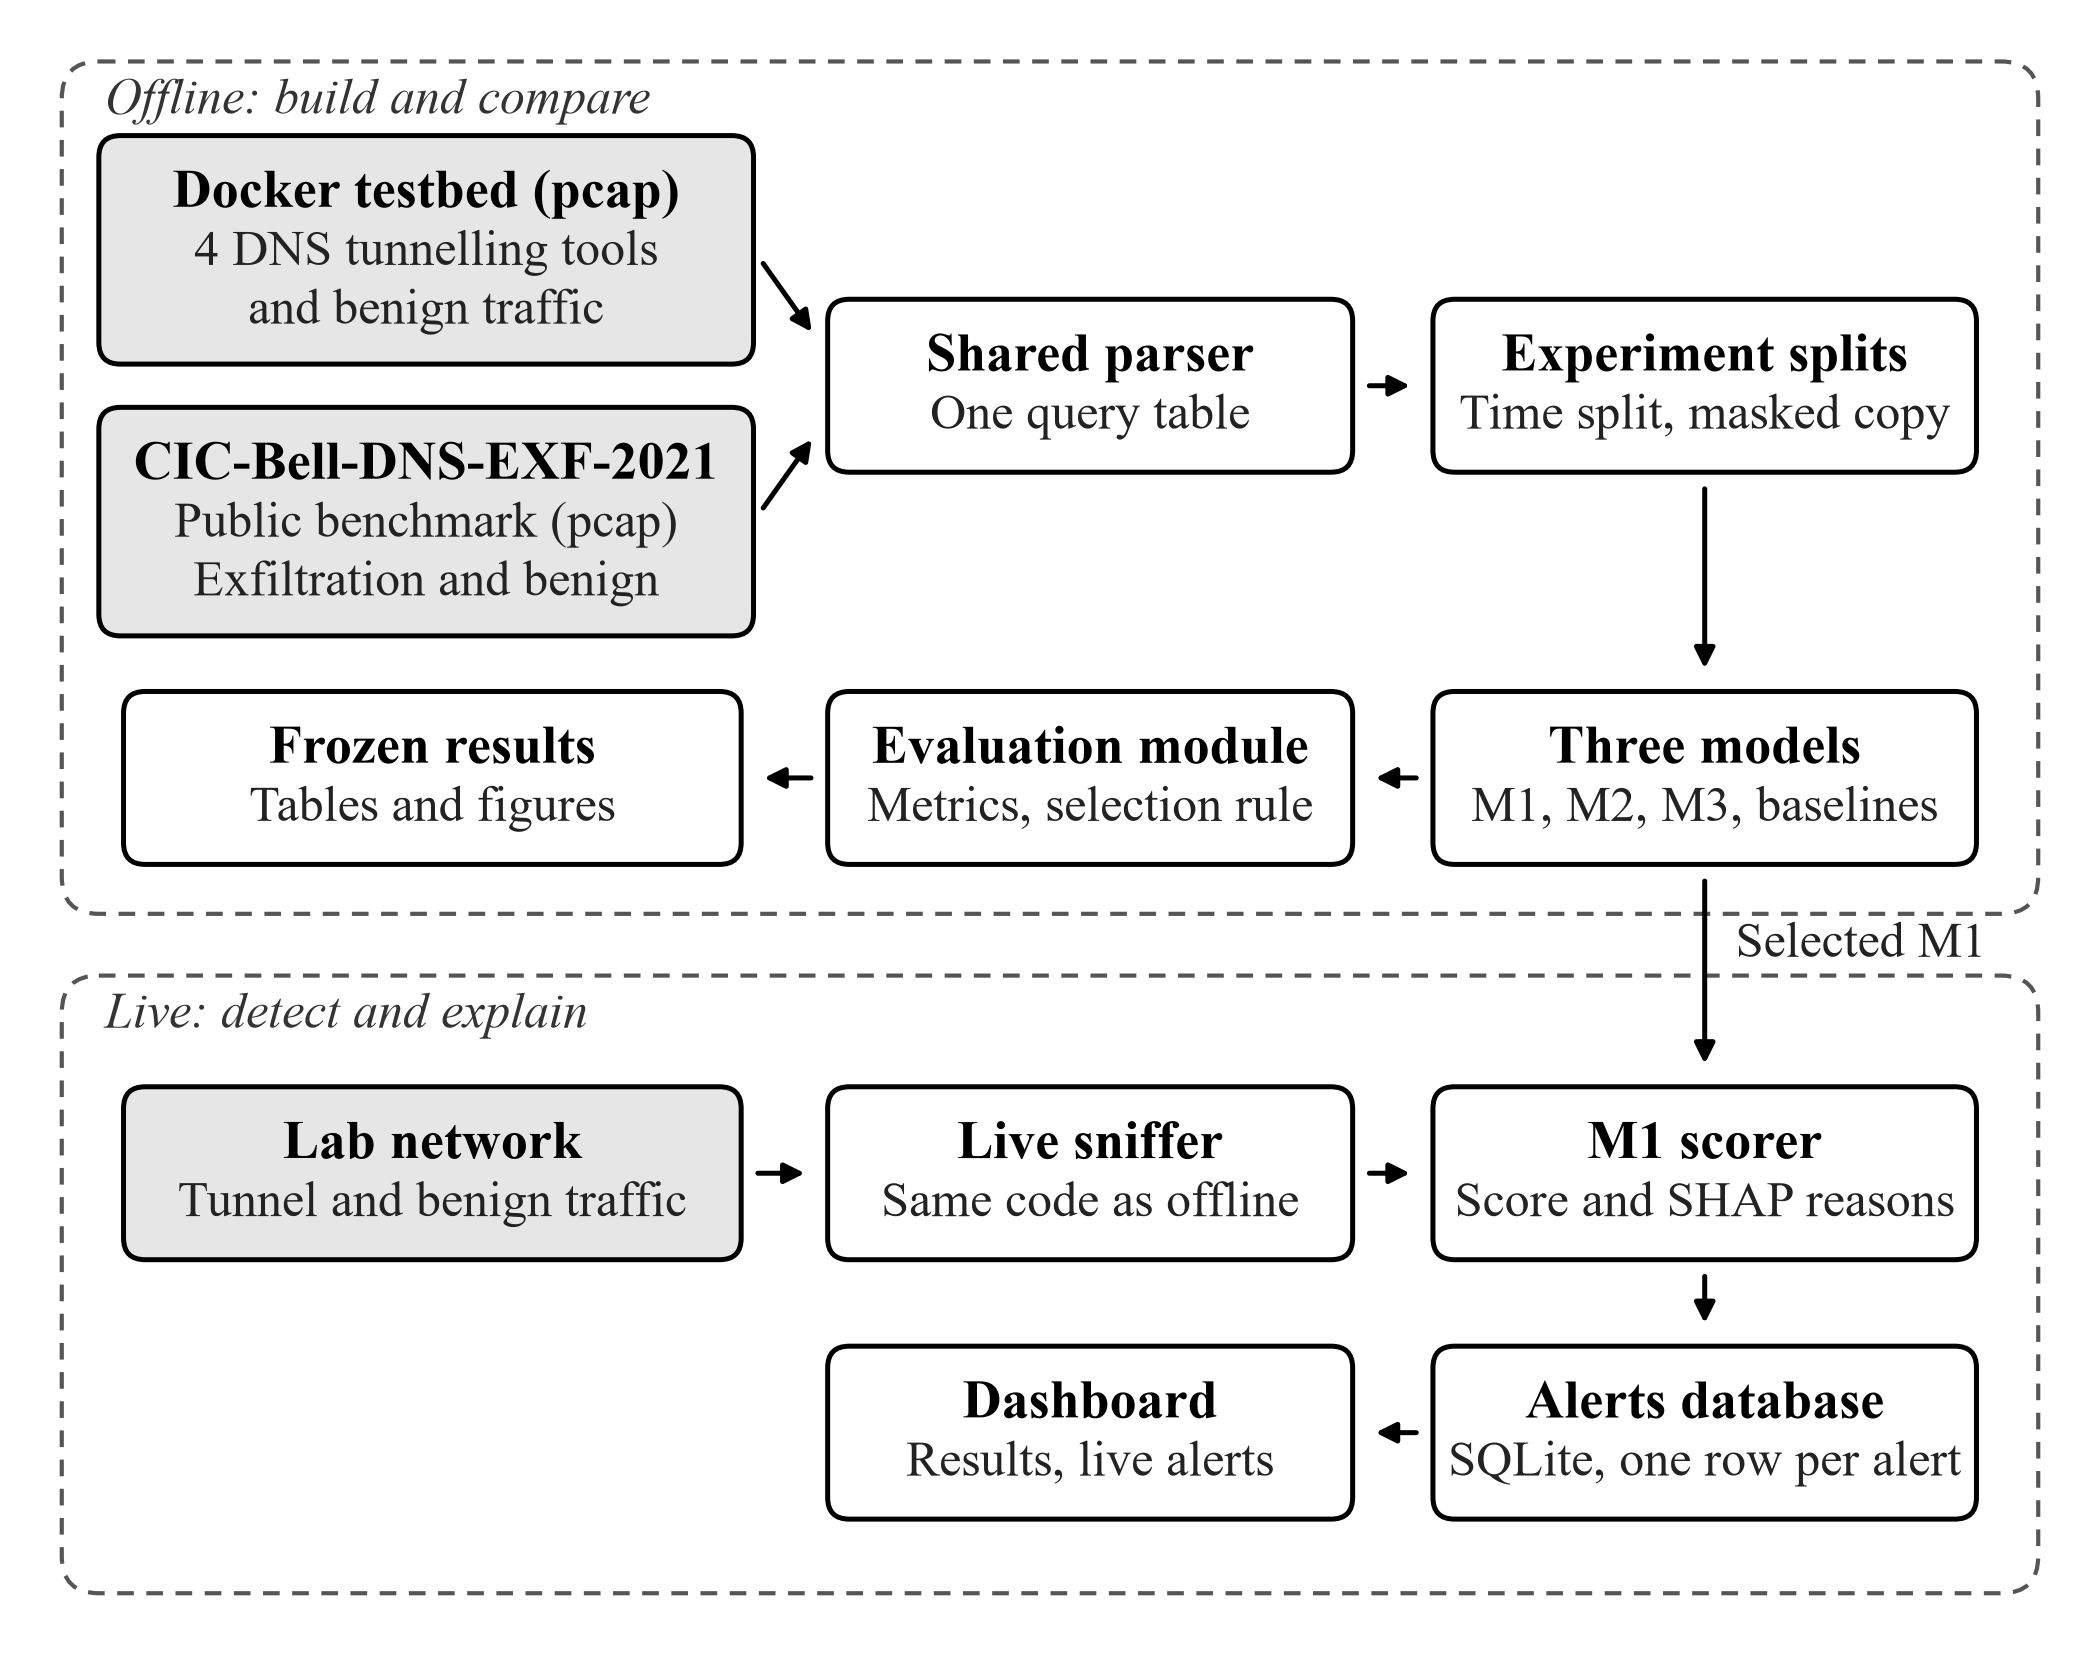 Offline: build and compare
Docker testbed (pcap)
4 DNS tunnelling tools
and benign traffic
CIC-Bell-DNS-EXF-2021
Public benchmark (pcap)
Exfiltration and benign
Shared parser
One query table
Experiment splits
Time split, masked copy
Frozen results
Tables and figures
Evaluation module
Metrics, selection rule
Three models
M1, M2, M3, baselines
Selected M1
Live: detect and explain
Lab network
Tunnel and benign traffic
Live sniffer
Same code as offline
M1 scorer
Score and SHAP reasons
Dashboard
Results, live alerts
Alerts database
SQLite, one row per alert